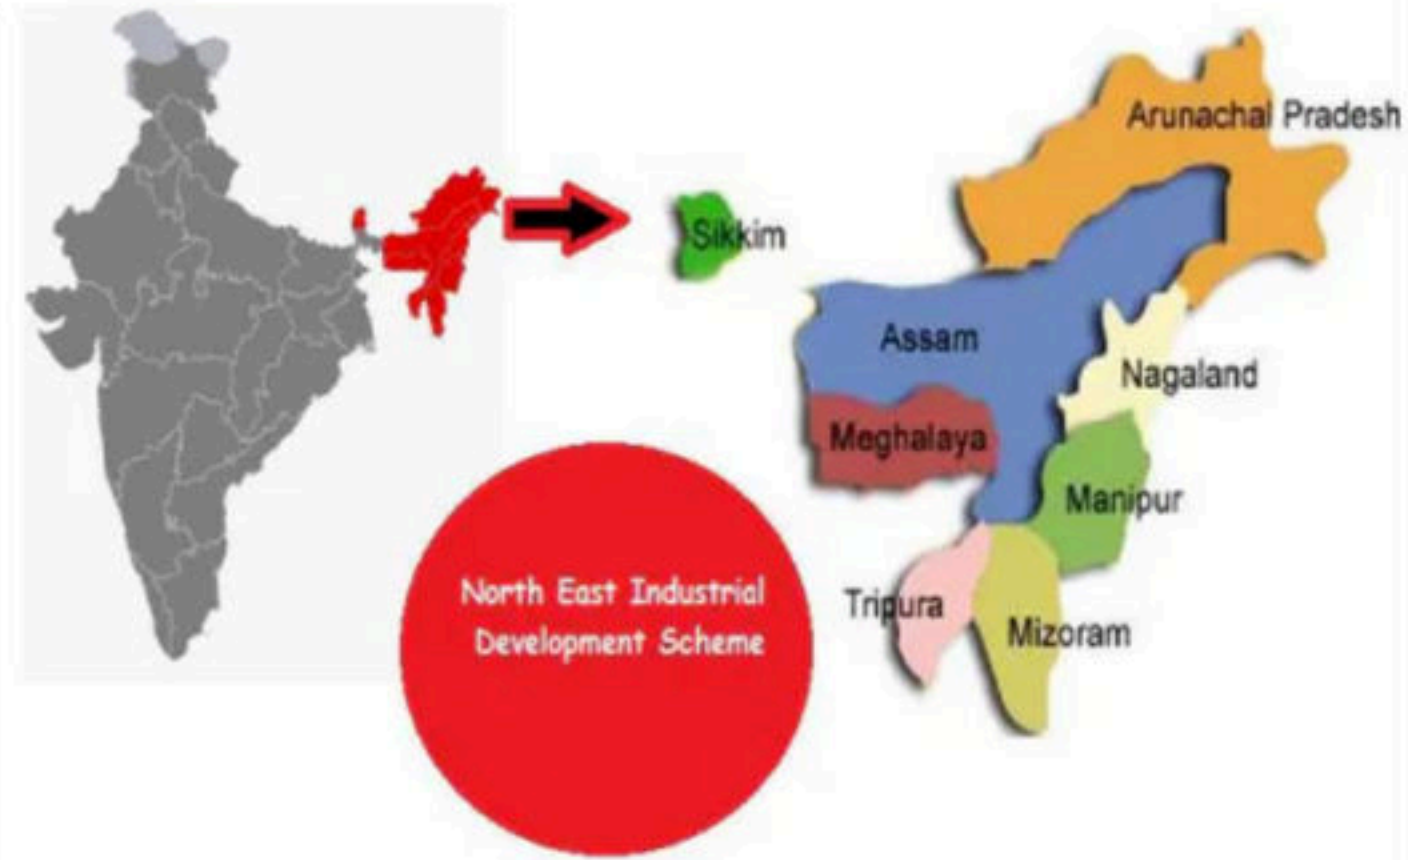 Arunachal Pradesh
Sikkim
Assam
Nagaland
Meghalaya
Manipur
Tripura
Mizoram
North East Industrial
Development Scheme